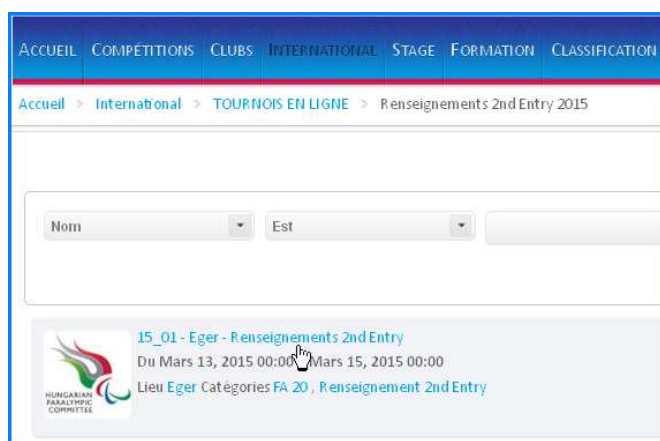 Accueil Compétitions Clubs International Stage Formation Classification
Accueil > International > TOURNOIS EN LIGNE > Renseignements 2nd Entry 2015
Nom Est
15_01 - Eger - Renseignements 2nd Entry
Du Mars 13, 2015 00:00 Mars 15, 2015 00:00
Lieu Eger Catégories FA 20 , Renseignement 2nd Entry
HUNGARIAN
PARALYMPIC
COMMITTEE